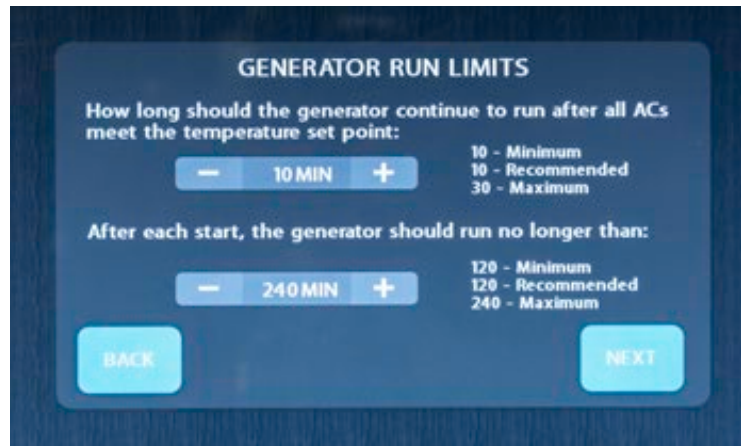 GENERATOR RUN LIMITS
How long should the generator continue to run after all ACs
meet the temperature set point:
10 - Minimum
− 10 MIN +
10 - Recommended
30 - Maximum
After each start, the generator should run no longer than:
120 - Minimum
− 240 MIN +
120 - Recommended
240 - Maximum
BACK
NEXT